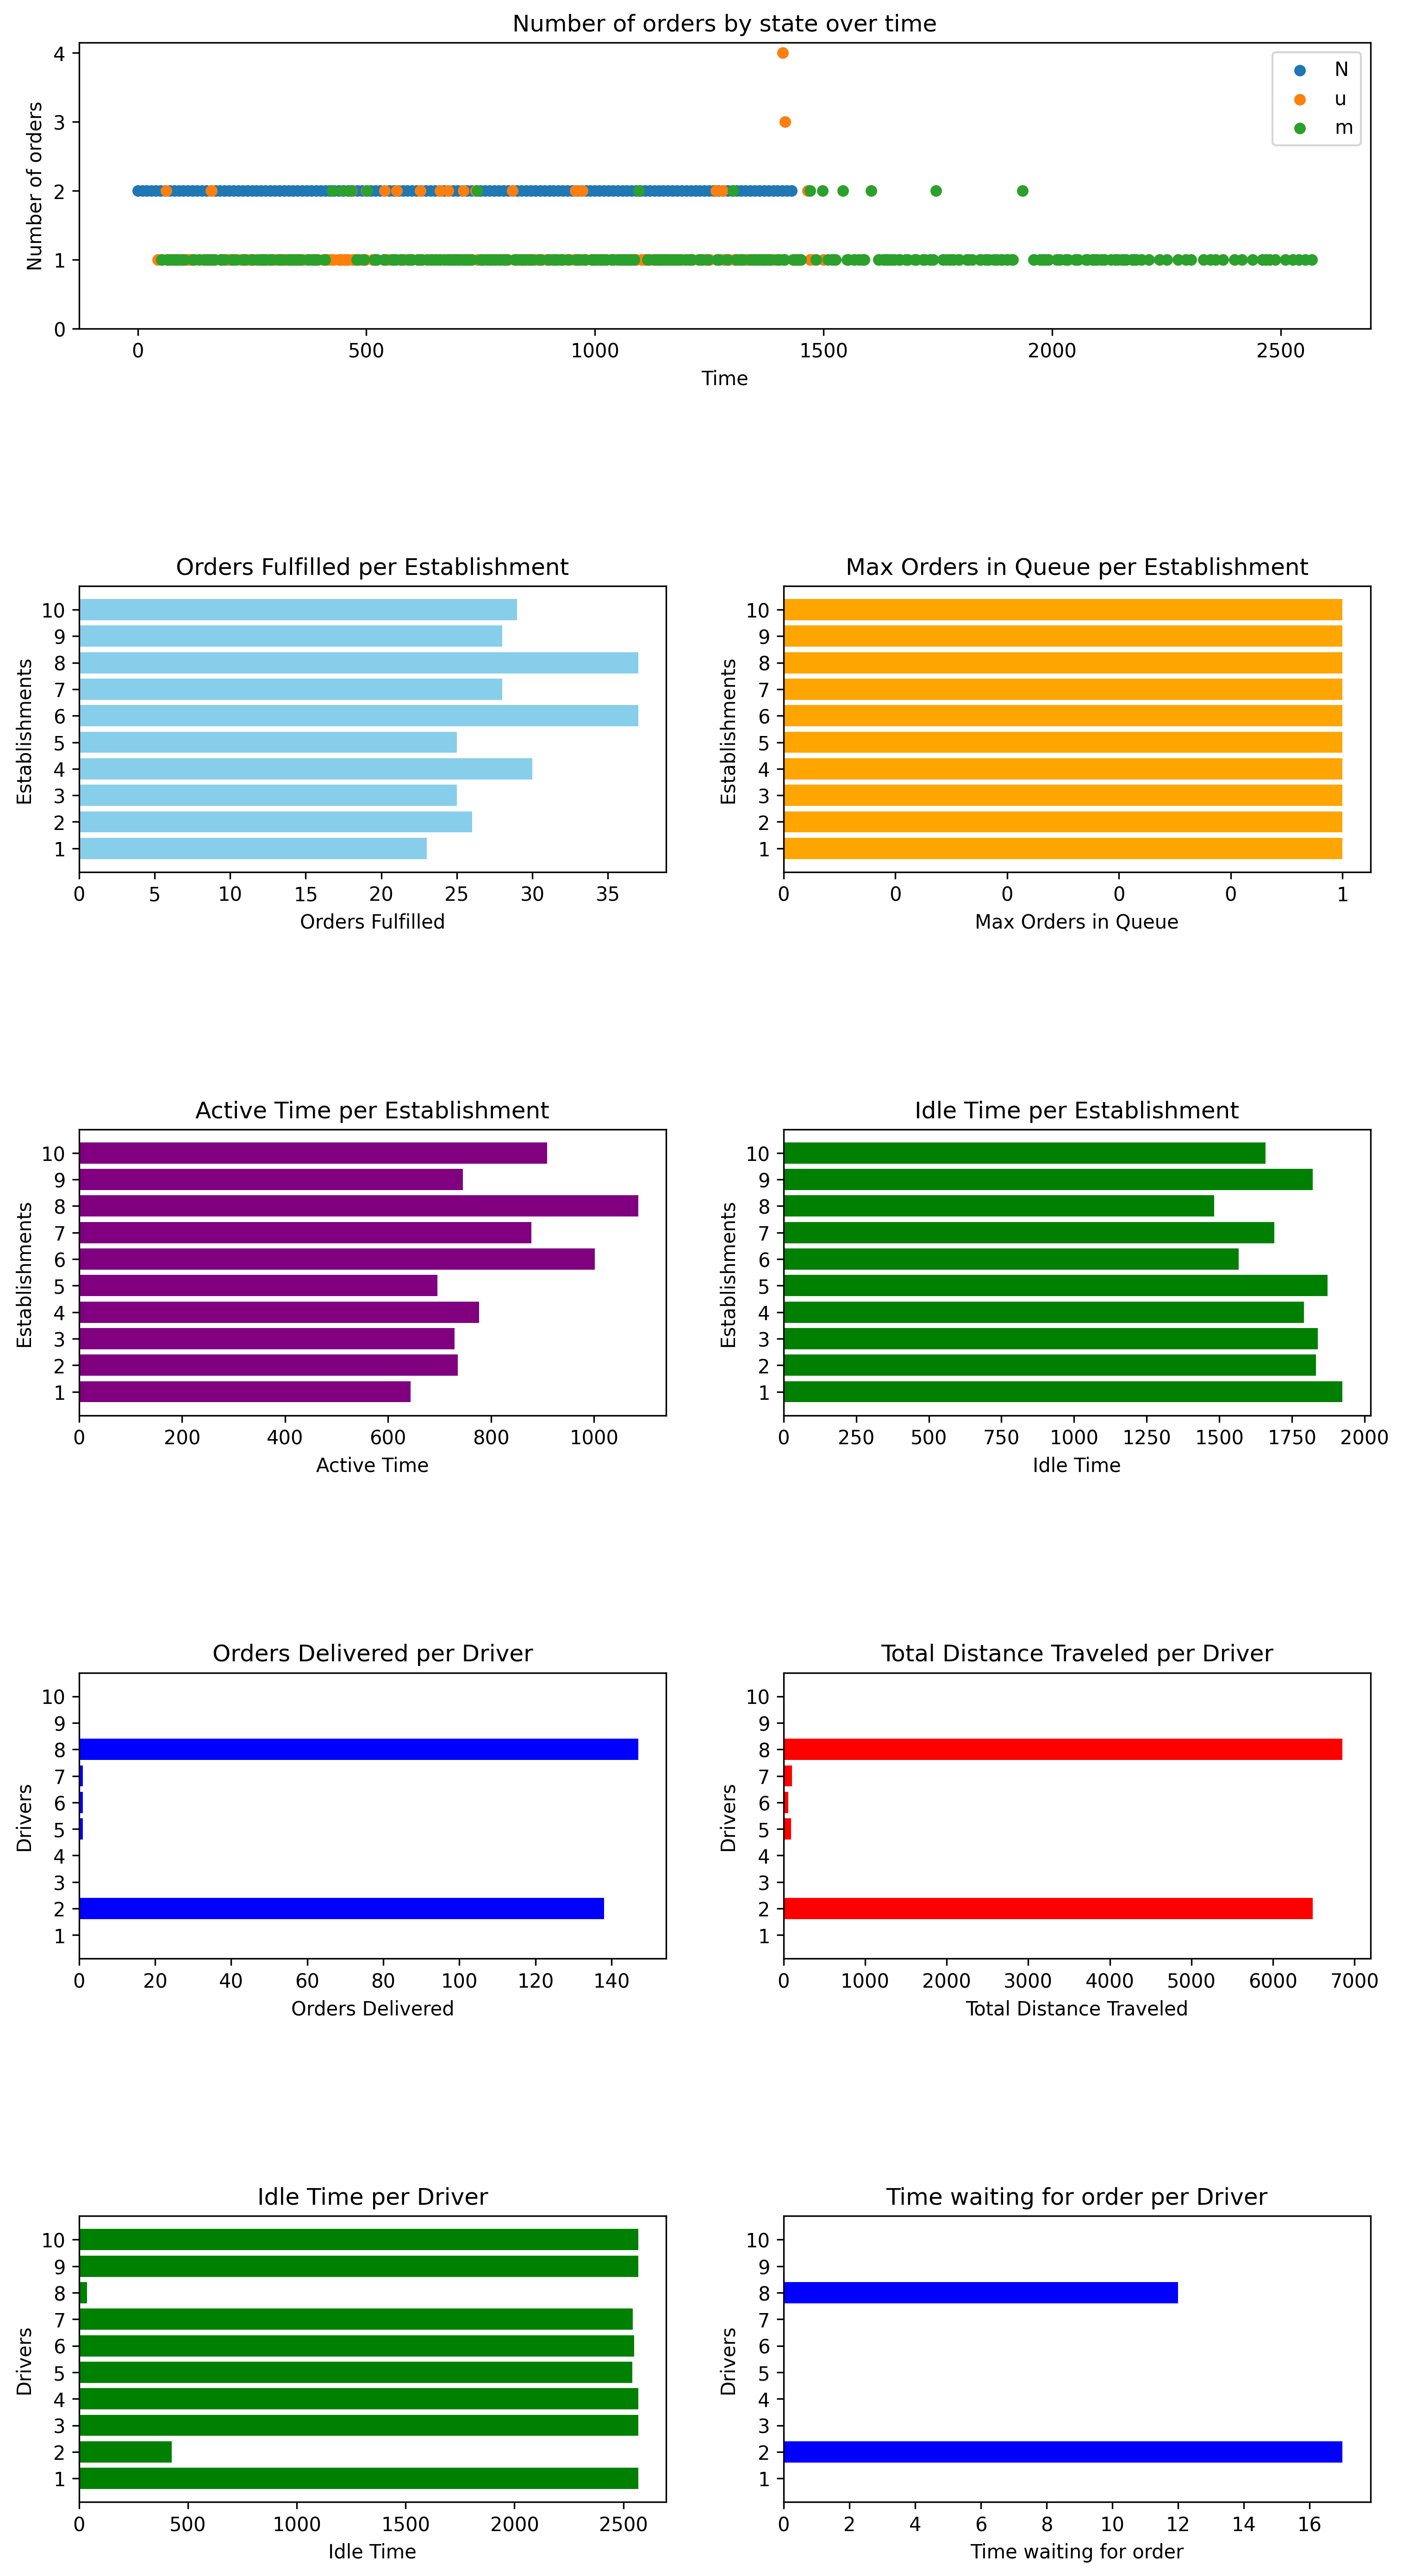 Number of orders by state over time
Number of orders
4
3
2
1
0
N
u
m
0 500 1000 1500 2000 2500
Time
Orders Fulfilled per Establishment
Establishments
10
9
8
7
6
5
4
3
2
1
0 5 10 15 20 25 30 35
Orders Fulfilled
Max Orders in Queue per Establishment
Establishments
10
9
8
7
6
5
4
3
2
1
0 0 0 0 0 1
Max Orders in Queue
Active Time per Establishment
Establishments
10
9
8
7
6
5
4
3
2
1
0 200 400 600 800 1000
Active Time
Idle Time per Establishment
Establishments
10
9
8
7
6
5
4
3
2
1
0 250 500 750 1000 1250 1500 1750 2000
Idle Time
Orders Delivered per Driver
Drivers
10
9
8
7
6
5
4
3
2
1
0 20 40 60 80 100 120 140
Orders Delivered
Total Distance Traveled per Driver
Drivers
10
9
8
7
6
5
4
3
2
1
0 1000 2000 3000 4000 5000 6000 7000
Total Distance Traveled
Idle Time per Driver
Drivers
10
9
8
7
6
5
4
3
2
1
0 500 1000 1500 2000 2500
Idle Time
Time waiting for order per Driver
Drivers
10
9
8
7
6
5
4
3
2
1
0 2 4 6 8 10 12 14 16
Time waiting for order